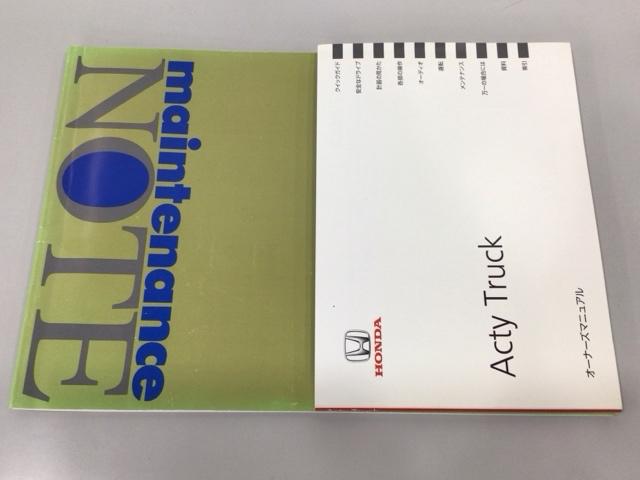 maintenance
NOTE
クイックガイド
安全なドライブ
計器の見かた
各部の操作
オーディオ
運転
メンテナンス
万一の場合には
資料
索引
HONDA
Acty Truck
オーナーズマニュアル
Acty Truck